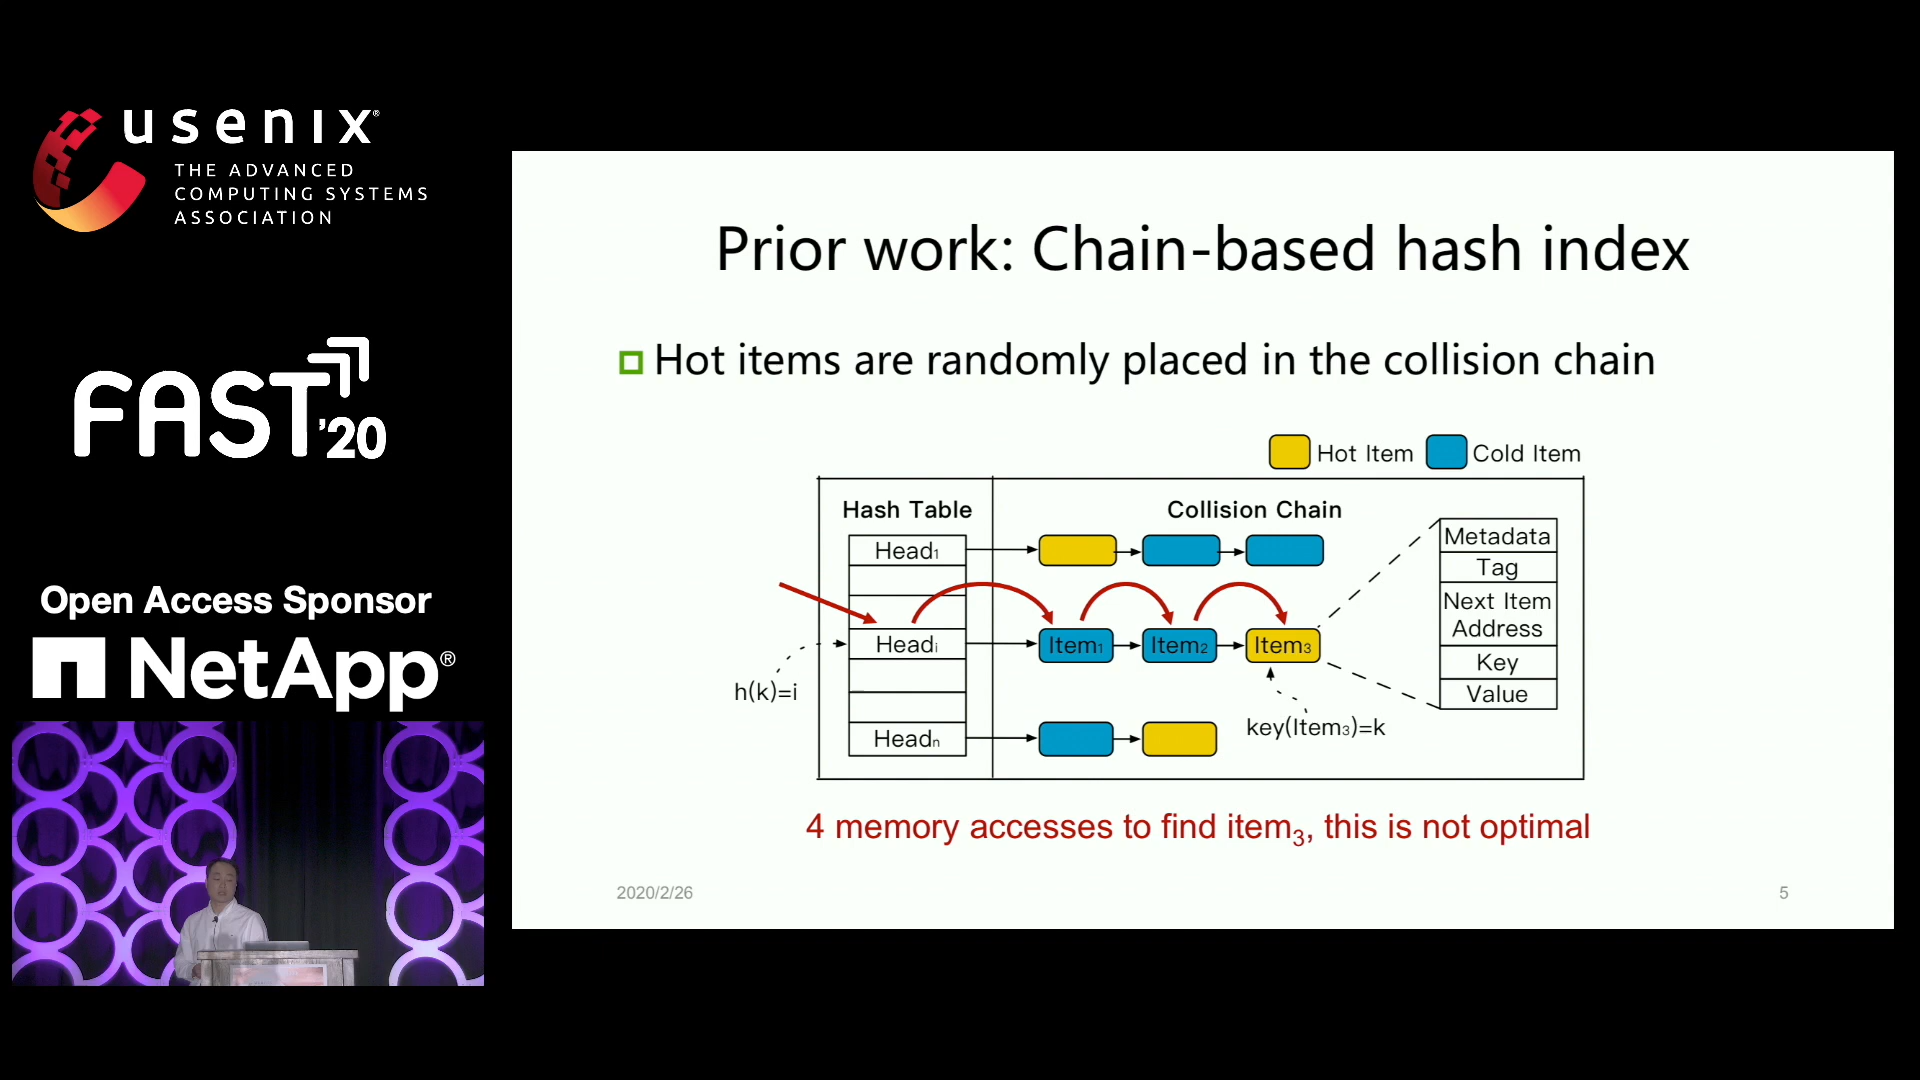 usenix®
THE ADVANCED
COMPUTING SYSTEMS
ASSOCIATION
FAST '20
Open Access Sponsor
NetApp®
Prior work: Chain-based hash index
Hot items are randomly placed in the collision chain
Hot Item
Cold Item
Hash Table
Collision Chain
Head₁
Headᵢ
Headₙ
h(k)=i
Item₁
Item₂
Item₃
key(Item₃)=k
Metadata
Tag
Next Item
Address
Key
Value
4 memory accesses to find item₃, this is not optimal
2020/2/26
5